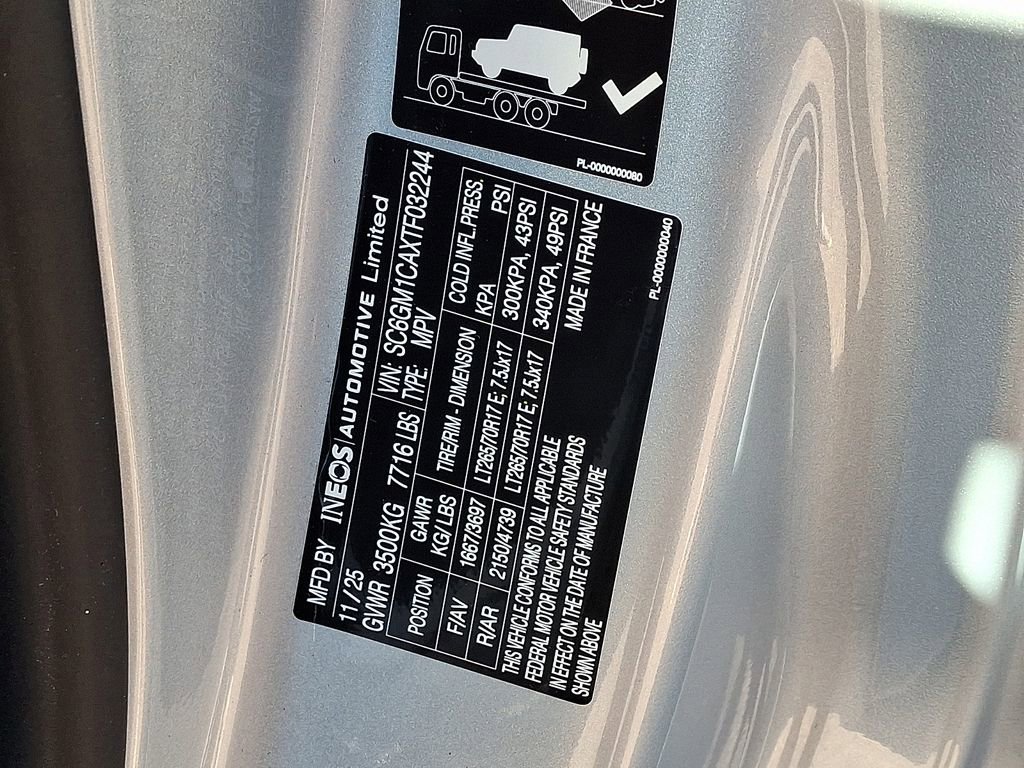 PL-0000000080
MFD BY INEOS AUTOMOTIVE Limited
11/25 VIN: SC6GM1CAXTF032244
GVWR 3500KG 7716 LBS TYPE: MPV
POSITION GAWR KG/LBS TIRE/RIM - DIMENSION COLD INFL.PRESS. KPA PSI
F/AV 1667/3697 LT265/70R17 E; 7.5Jx17 300KPA, 43PSI
R/AR 2150/4739 LT265/70R17 E; 7.5Jx17 340KPA, 49PSI
THIS VEHICLE CONFORMS TO ALL APPLICABLE
FEDERAL MOTOR VEHICLE SAFETY STANDARDS
IN EFFECT ON THE DATE OF MANUFACTURE
SHOWN ABOVE
MADE IN FRANCE
PL-0000000040